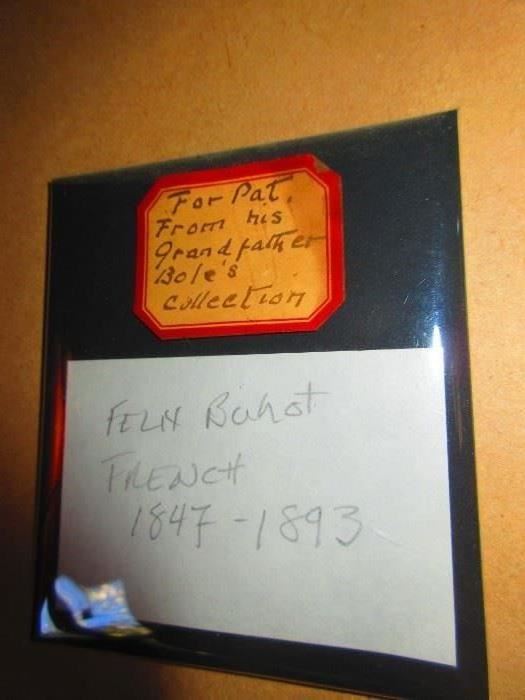 For Pat.
From his
Grandfather
Bole's
collection
FELIX Buhot
FRENCH
1847-1893